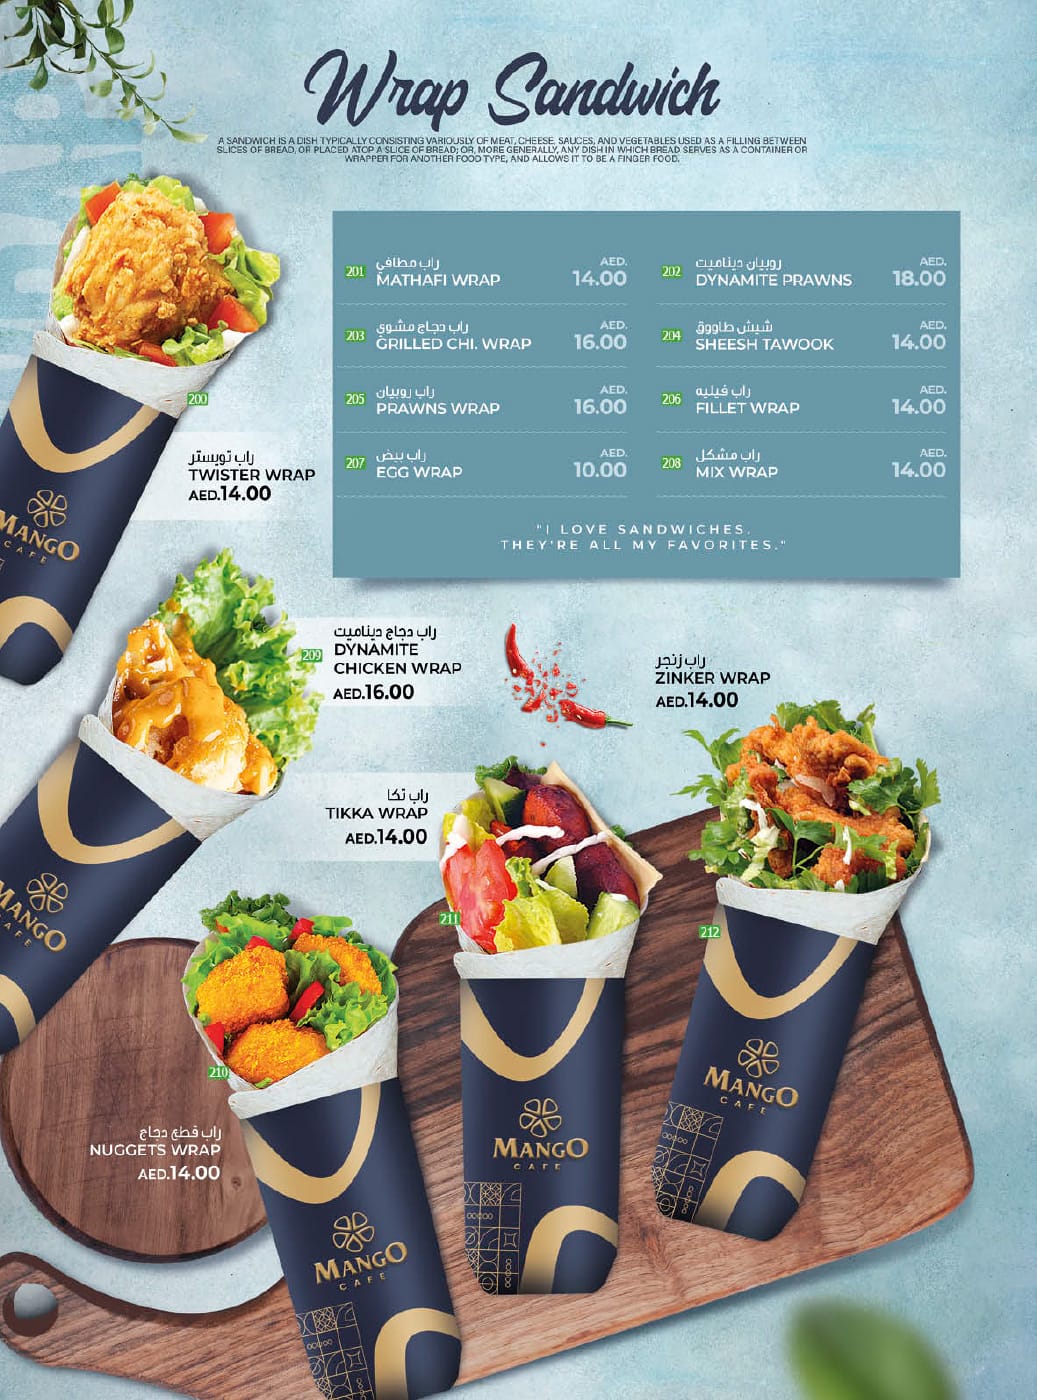 Wrap Sandwich
A SANDWICH IS A DISH TYPICALLY CONSISTING VARIOUSLY OF MEAT, CHEESE, SAUCES, AND VEGETABLES USED AS A FILLING BETWEEN
SLICES OF BREAD, OR PLACED ATOP A SLICE OF BREAD; OR, MORE GENERALLY, ANY DISH IN WHICH BREAD SERVES AS A CONTAINER OR
WRAPPER FOR ANOTHER FOOD TYPE, AND ALLOWS IT TO BE A FINGER FOOD.
200
راب تويستر
TWISTER WRAP
AED.14.00
201
راب مطافي
MATHAFI WRAP
AED.
14.00
202
روبيان ديناميت
DYNAMITE PRAWNS
AED.
18.00
203
راب دجاج مشوي
GRILLED CHI. WRAP
AED.
16.00
204
شيش طاووق
SHEESH TAWOOK
AED.
14.00
205
راب روبيان
PRAWNS WRAP
AED.
16.00
206
راب فيليه
FILLET WRAP
AED.
14.00
207
راب بيض
EGG WRAP
AED.
10.00
208
راب مشكل
MIX WRAP
AED.
14.00
"I LOVE SANDWICHES.
THEY'RE ALL MY FAVORITES."
MANGO
CAFE
209
راب دجاج ديناميت
DYNAMITE
CHICKEN WRAP
AED.16.00
راب زنجر
ZINKER WRAP
AED.14.00
راب تكا
TIKKA WRAP
AED.14.00
MANGO
CAFE
211
212
210
راب قطع دجاج
NUGGETS WRAP
AED.14.00
MANGO
CAFE
MANGO
CAFE
MANGO
CAFE